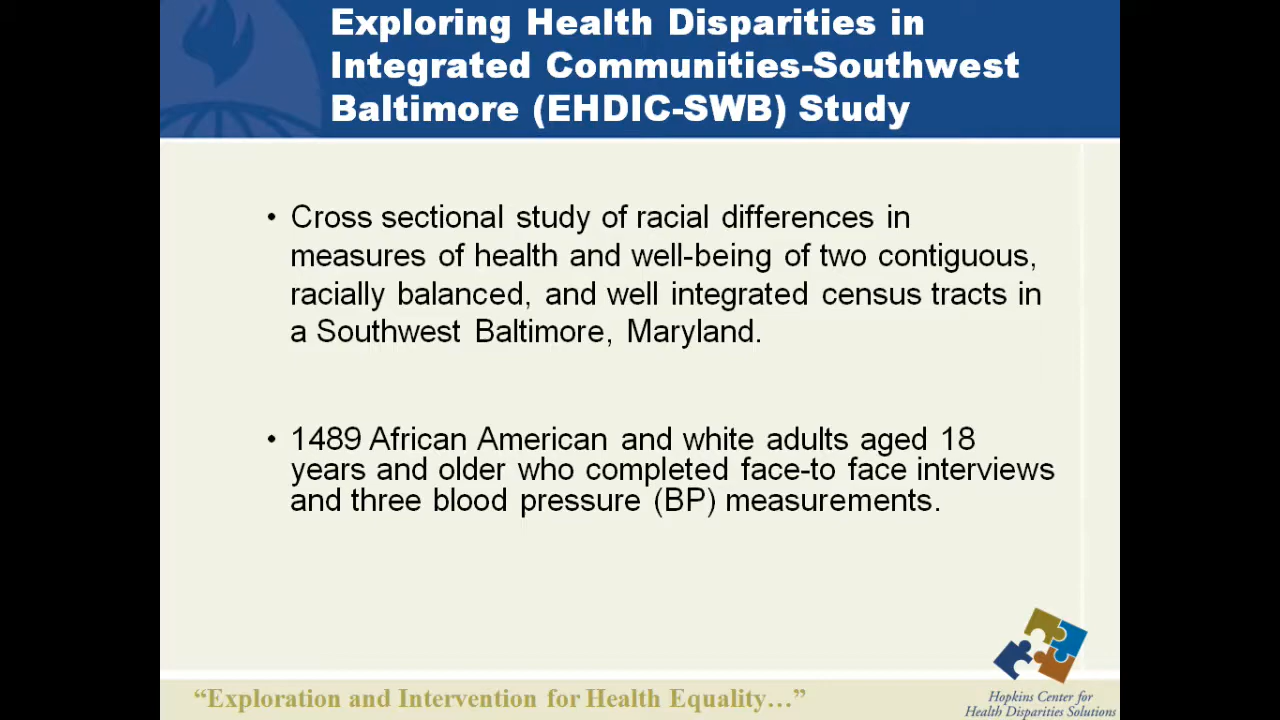 Exploring Health Disparities in
Integrated Communities-Southwest
Baltimore (EHDIC-SWB) Study
• Cross sectional study of racial differences in
measures of health and well-being of two contiguous,
racially balanced, and well integrated census tracts in
a Southwest Baltimore, Maryland.
• 1489 African American and white adults aged 18
years and older who completed face-to face interviews
and three blood pressure (BP) measurements.
“Exploration and Intervention for Health Equality…”
Hopkins Center for
Health Disparities Solutions